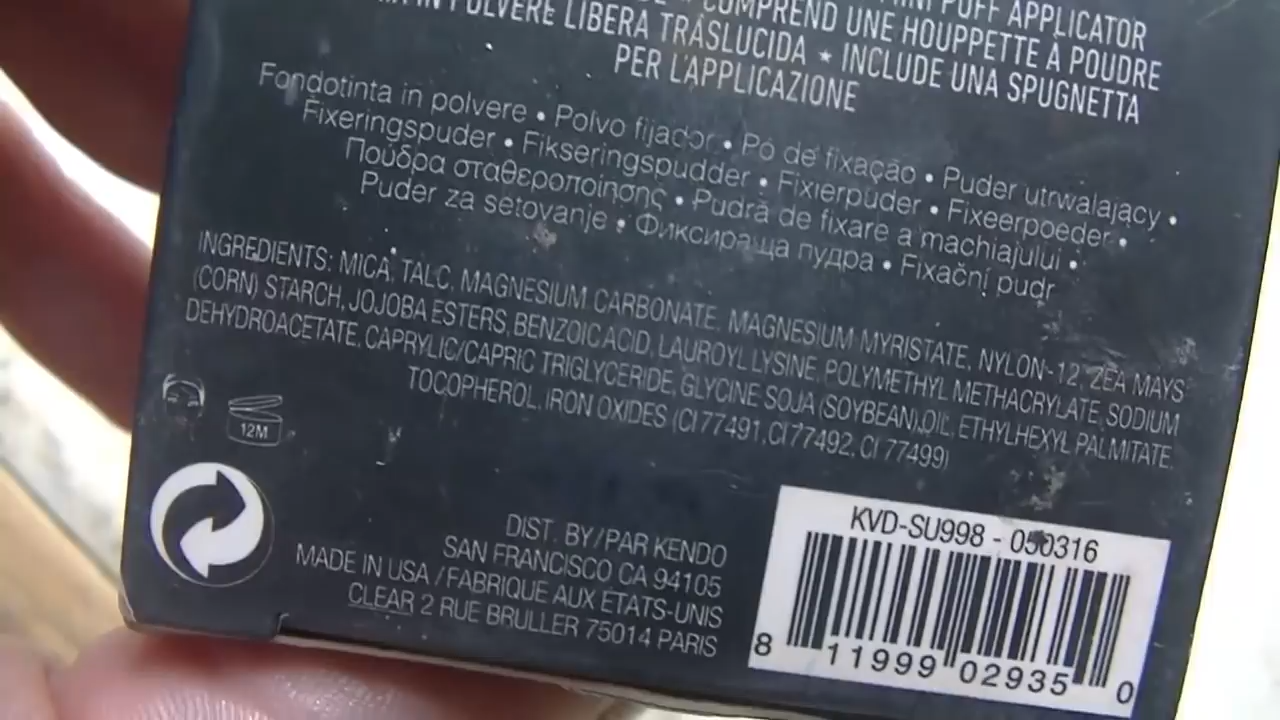 MINI PUFF APPLICATOR
COMPREND UNE HOUPPETTE À POUDRE
IN POLVERE LIBERA TRASLUCIDA * INCLUDE UNA SPUGNETTA
PER L'APPLICAZIONE
Fondotinta in polvere • Polvo fijador • Pó de fixação • Puder utrwalający •
Fixeringspuder • Fikseringspudder • Fixierpuder • Fixeerpoeder •
Πούδρα σταθεροποίησης • Pudră de fixare a machiajului •
Puder za setovanje • Фиксираща пудра • Fixační pudr
INGREDIENTS: MICA, TALC, MAGNESIUM CARBONATE, MAGNESIUM MYRISTATE, NYLON-12, ZEA MAYS
(CORN) STARCH, JOJOBA ESTERS, BENZOIC ACID, LAUROYL LYSINE, POLYMETHYL METHACRYLATE, SODIUM
DEHYDROACETATE, CAPRYLIC/CAPRIC TRIGLYCERIDE, GLYCINE SOJA (SOYBEAN) OIL, ETHYLHEXYL PALMITATE,
TOCOPHEROL, IRON OXIDES (CI 77491, CI 77492, CI 77499)
12M
DIST. BY/PAR KENDO
SAN FRANCISCO CA 94105
MADE IN USA / FABRIQUE AUX ETATS-UNIS
CLEAR 2 RUE BRULLER 75014 PARIS
KVD-SU998 - 050316
8 11999 02935 0